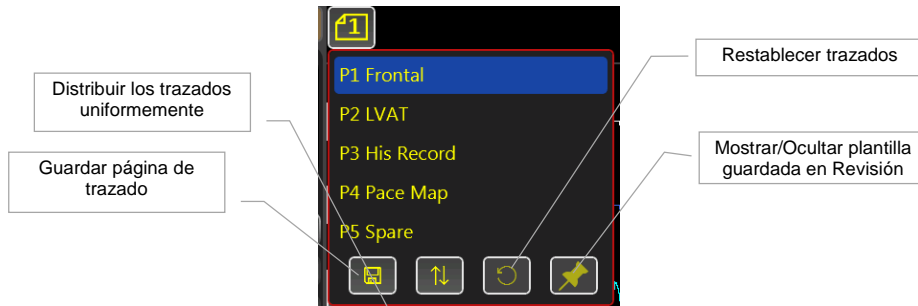 1
P1 Frontal
P2 LVAT
P3 His Record
P4 Pace Map
P5 Spare
Distribuir los trazados
uniformemente
Guardar página de
trazado
Restablecer trazados
Mostrar/Ocultar plantilla
guardada en Revisión